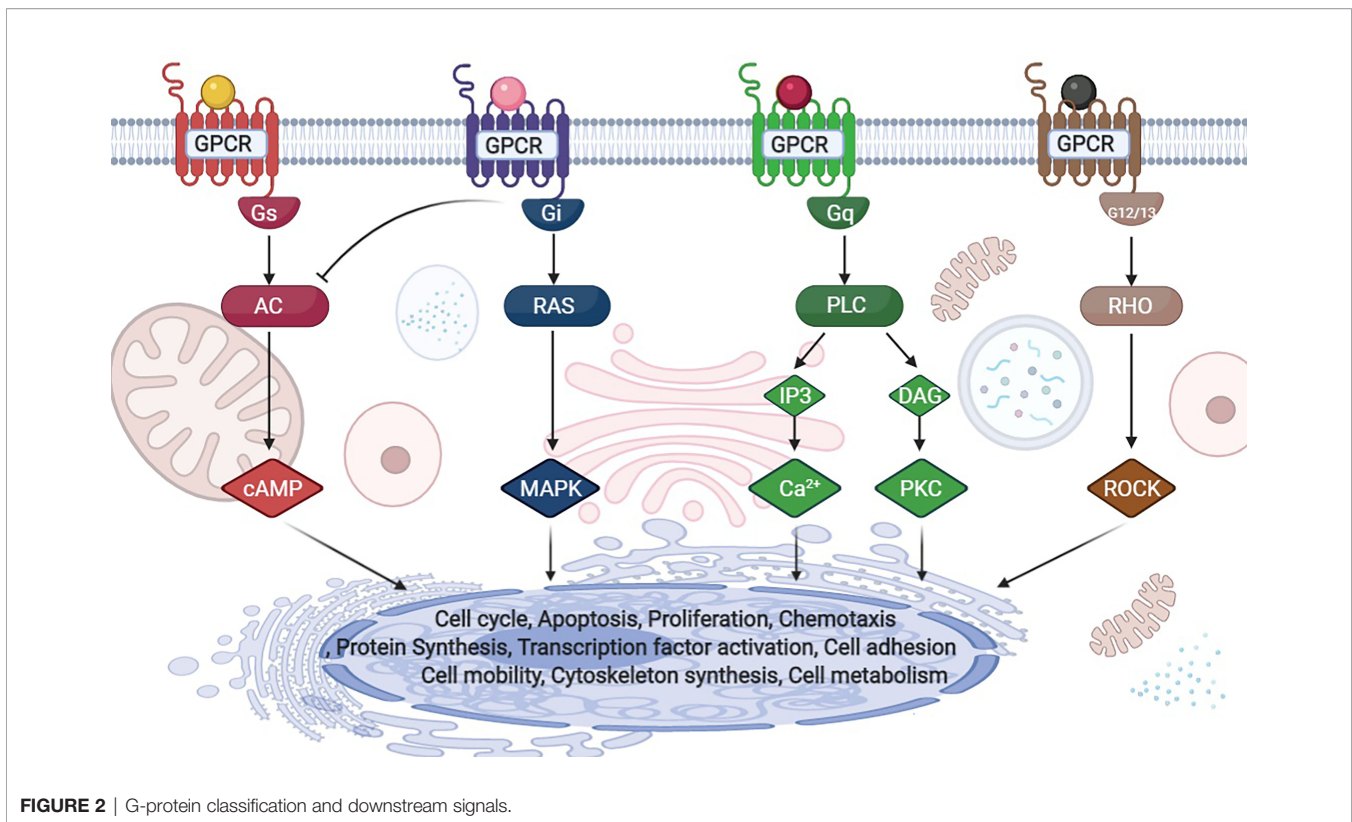 GPCR GPCR GPCR GPCR
Gs Gi Gq G12/13
AC RAS PLC RHO
IP3 DAG
cAMP MAPK Ca²⁺ PKC ROCK
Cell cycle, Apoptosis, Proliferation, Chemotaxis
, Protein Synthesis, Transcription factor activation, Cell adhesion
Cell mobility, Cytoskeleton synthesis, Cell metabolism
FIGURE 2 | G-protein classification and downstream signals.